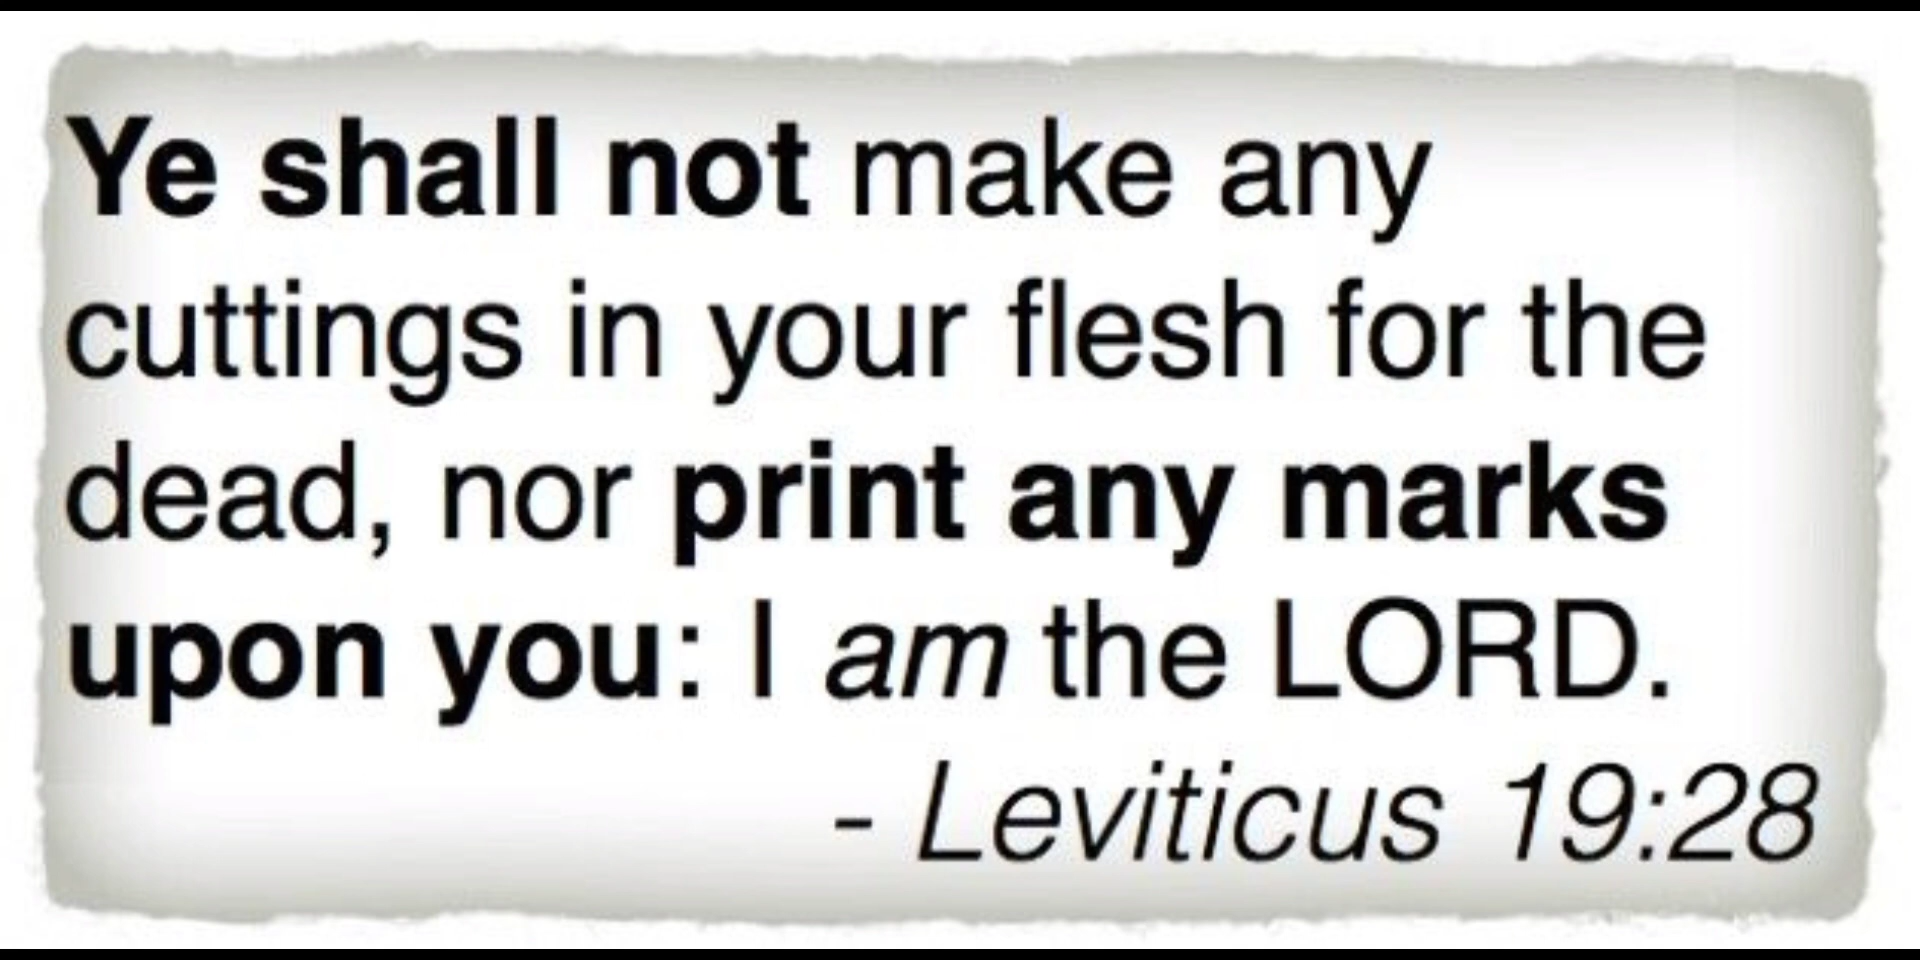 Ye shall not make any
cuttings in your flesh for the
dead, nor print any marks
upon you: I am the LORD.
- Leviticus 19:28